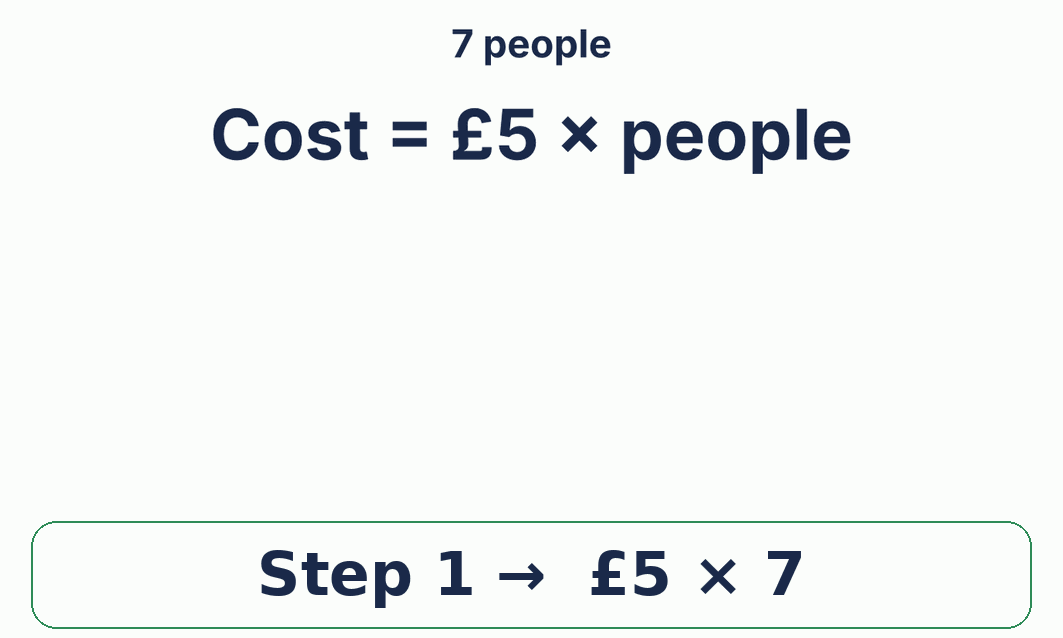 7 people
Cost = £5 × people
Step 1 → £5 × 7